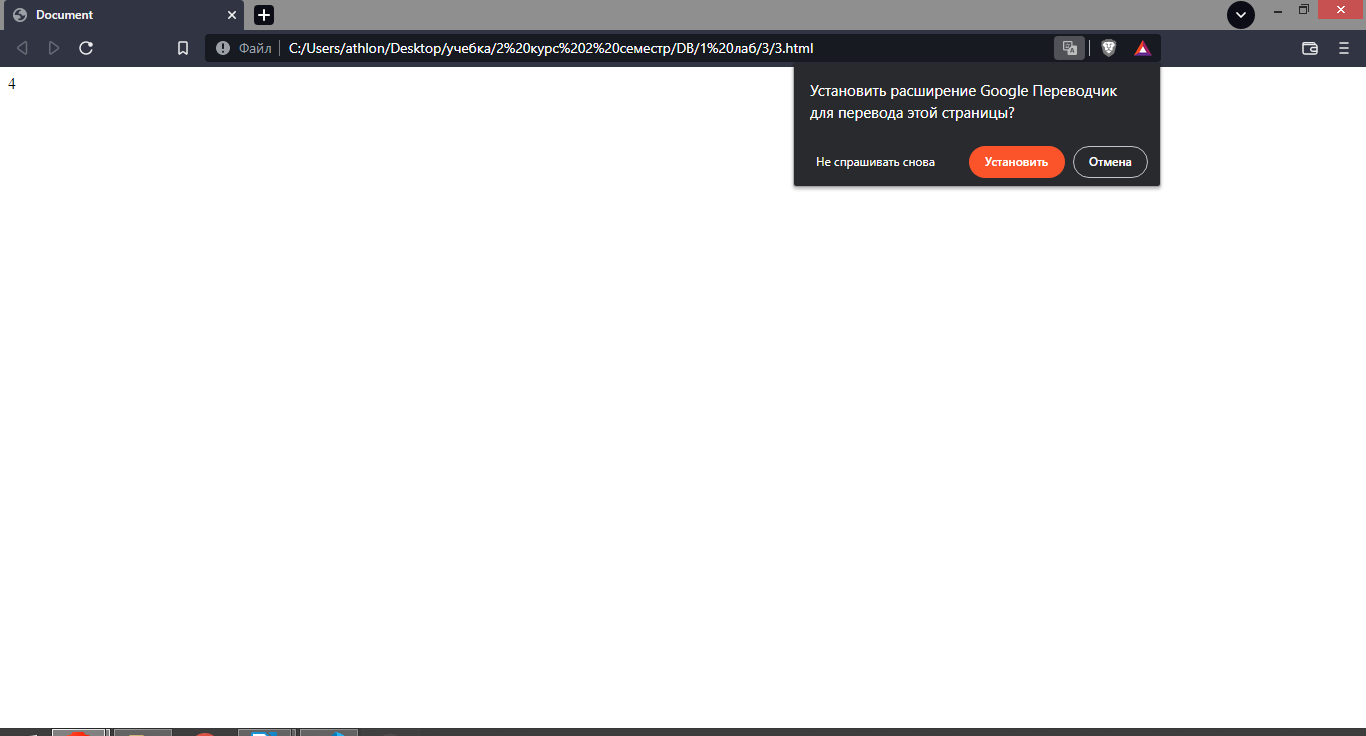 Document
Файл
C:/Users/athlon/Desktop/учебка/2%20курс%202%20семестр/DB/1%20лаб/3/3.html
4
Установить расширение Google Переводчик
для перевода этой страницы?
Не спрашивать снова
Установить
Отмена